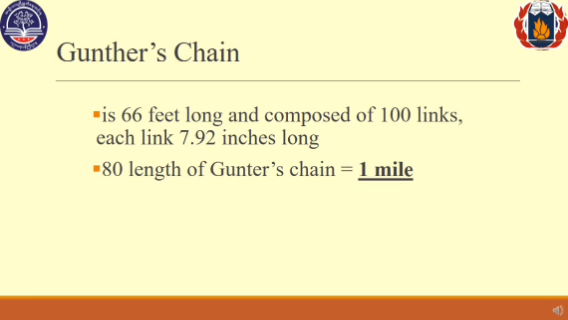 Gunther's Chain
▪is 66 feet long and composed of 100 links,
each link 7.92 inches long
▪80 length of Gunter's chain = 1 mile